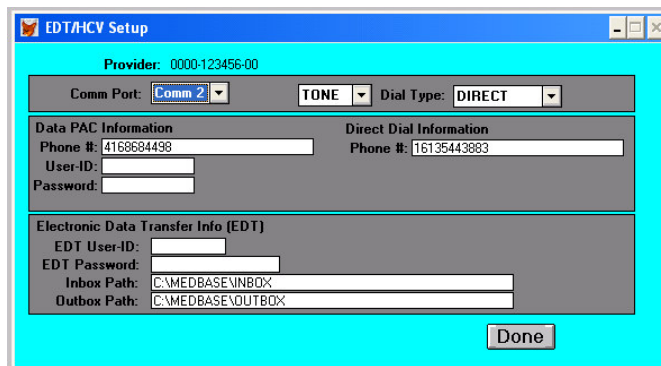 EDT/HCV Setup
Provider: 0000-123456-00
Comm Port: Comm 2 TONE Dial Type: DIRECT
Data PAC Information Direct Dial Information
Phone #: 4168684498 Phone #: 16135443883
User-ID:
Password:
Electronic Data Transfer Info (EDT)
EDT User-ID:
EDT Password:
Inbox Path: C:\MEDBASE\INBOX
Outbox Path: C:\MEDBASE\OUTBOX
Done